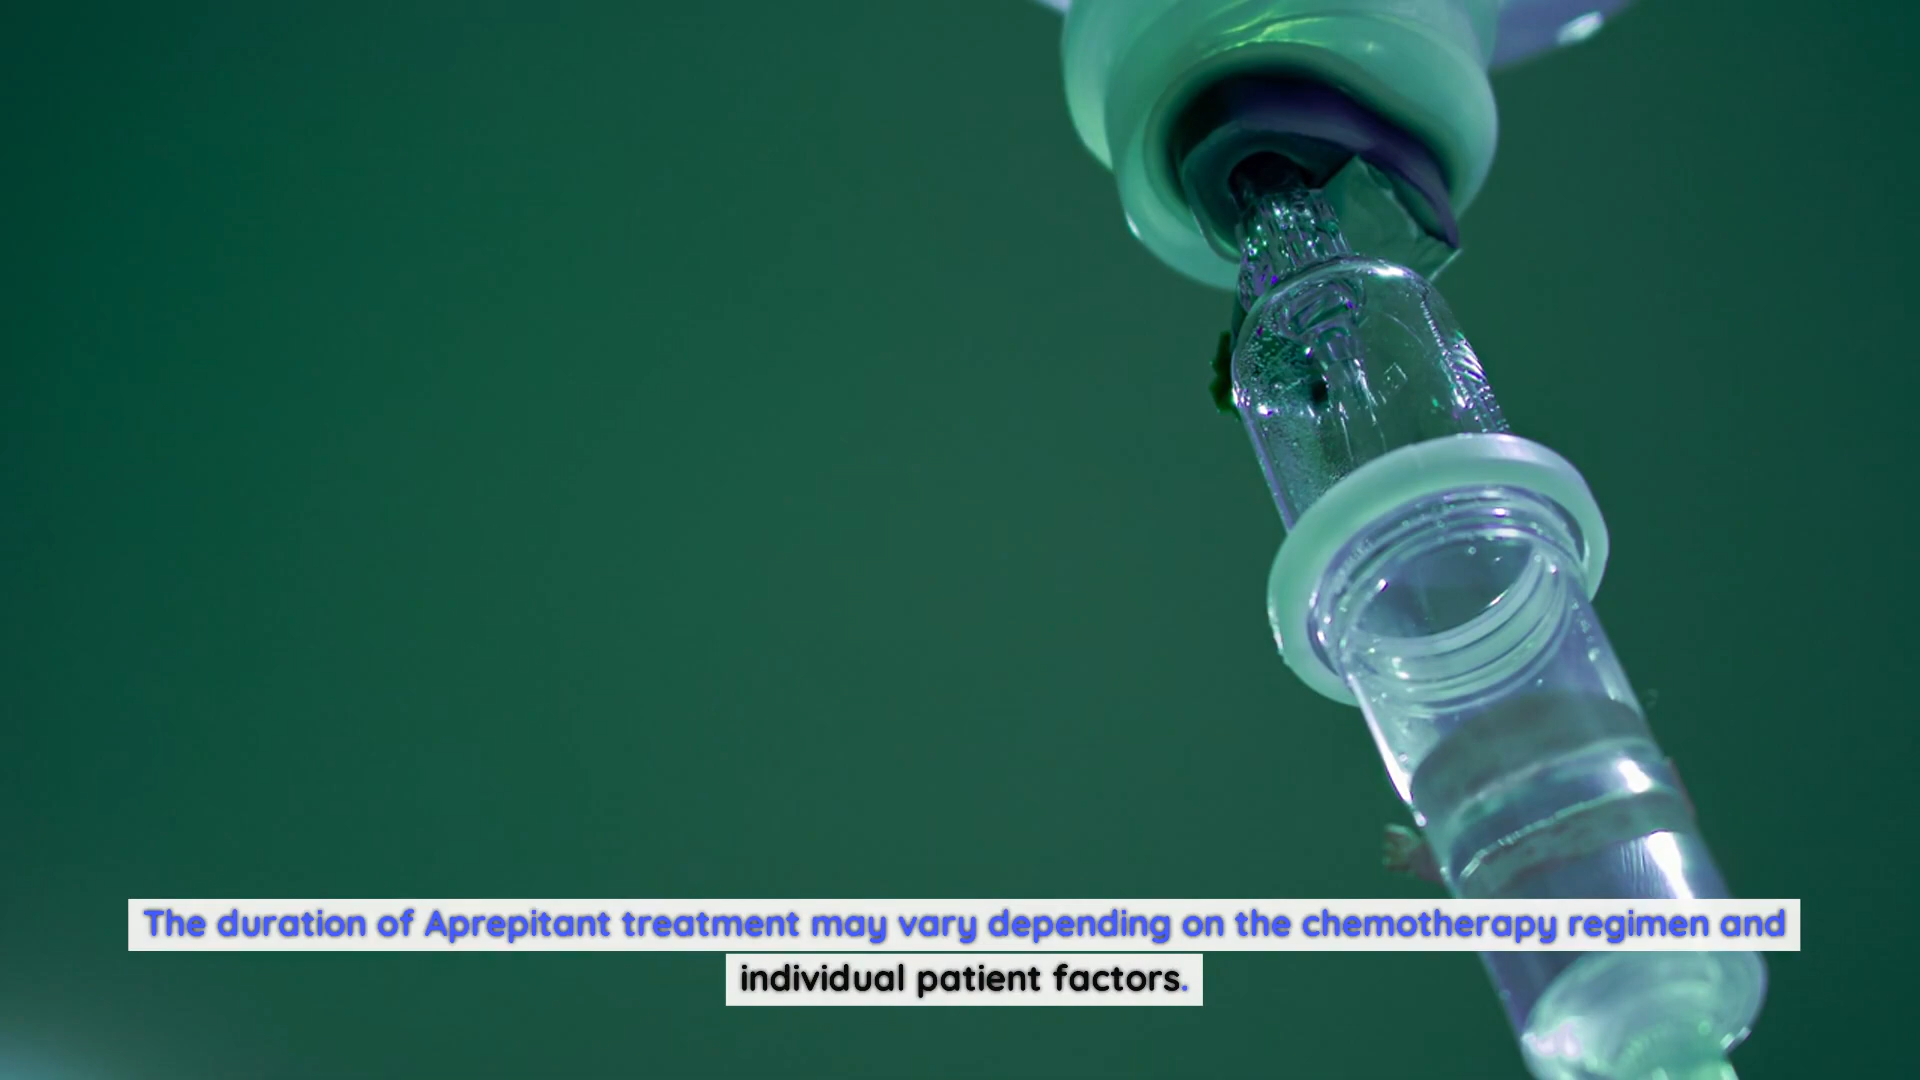 The duration of Aprepitant treatment may vary depending on the chemotherapy regimen and
individual patient factors.